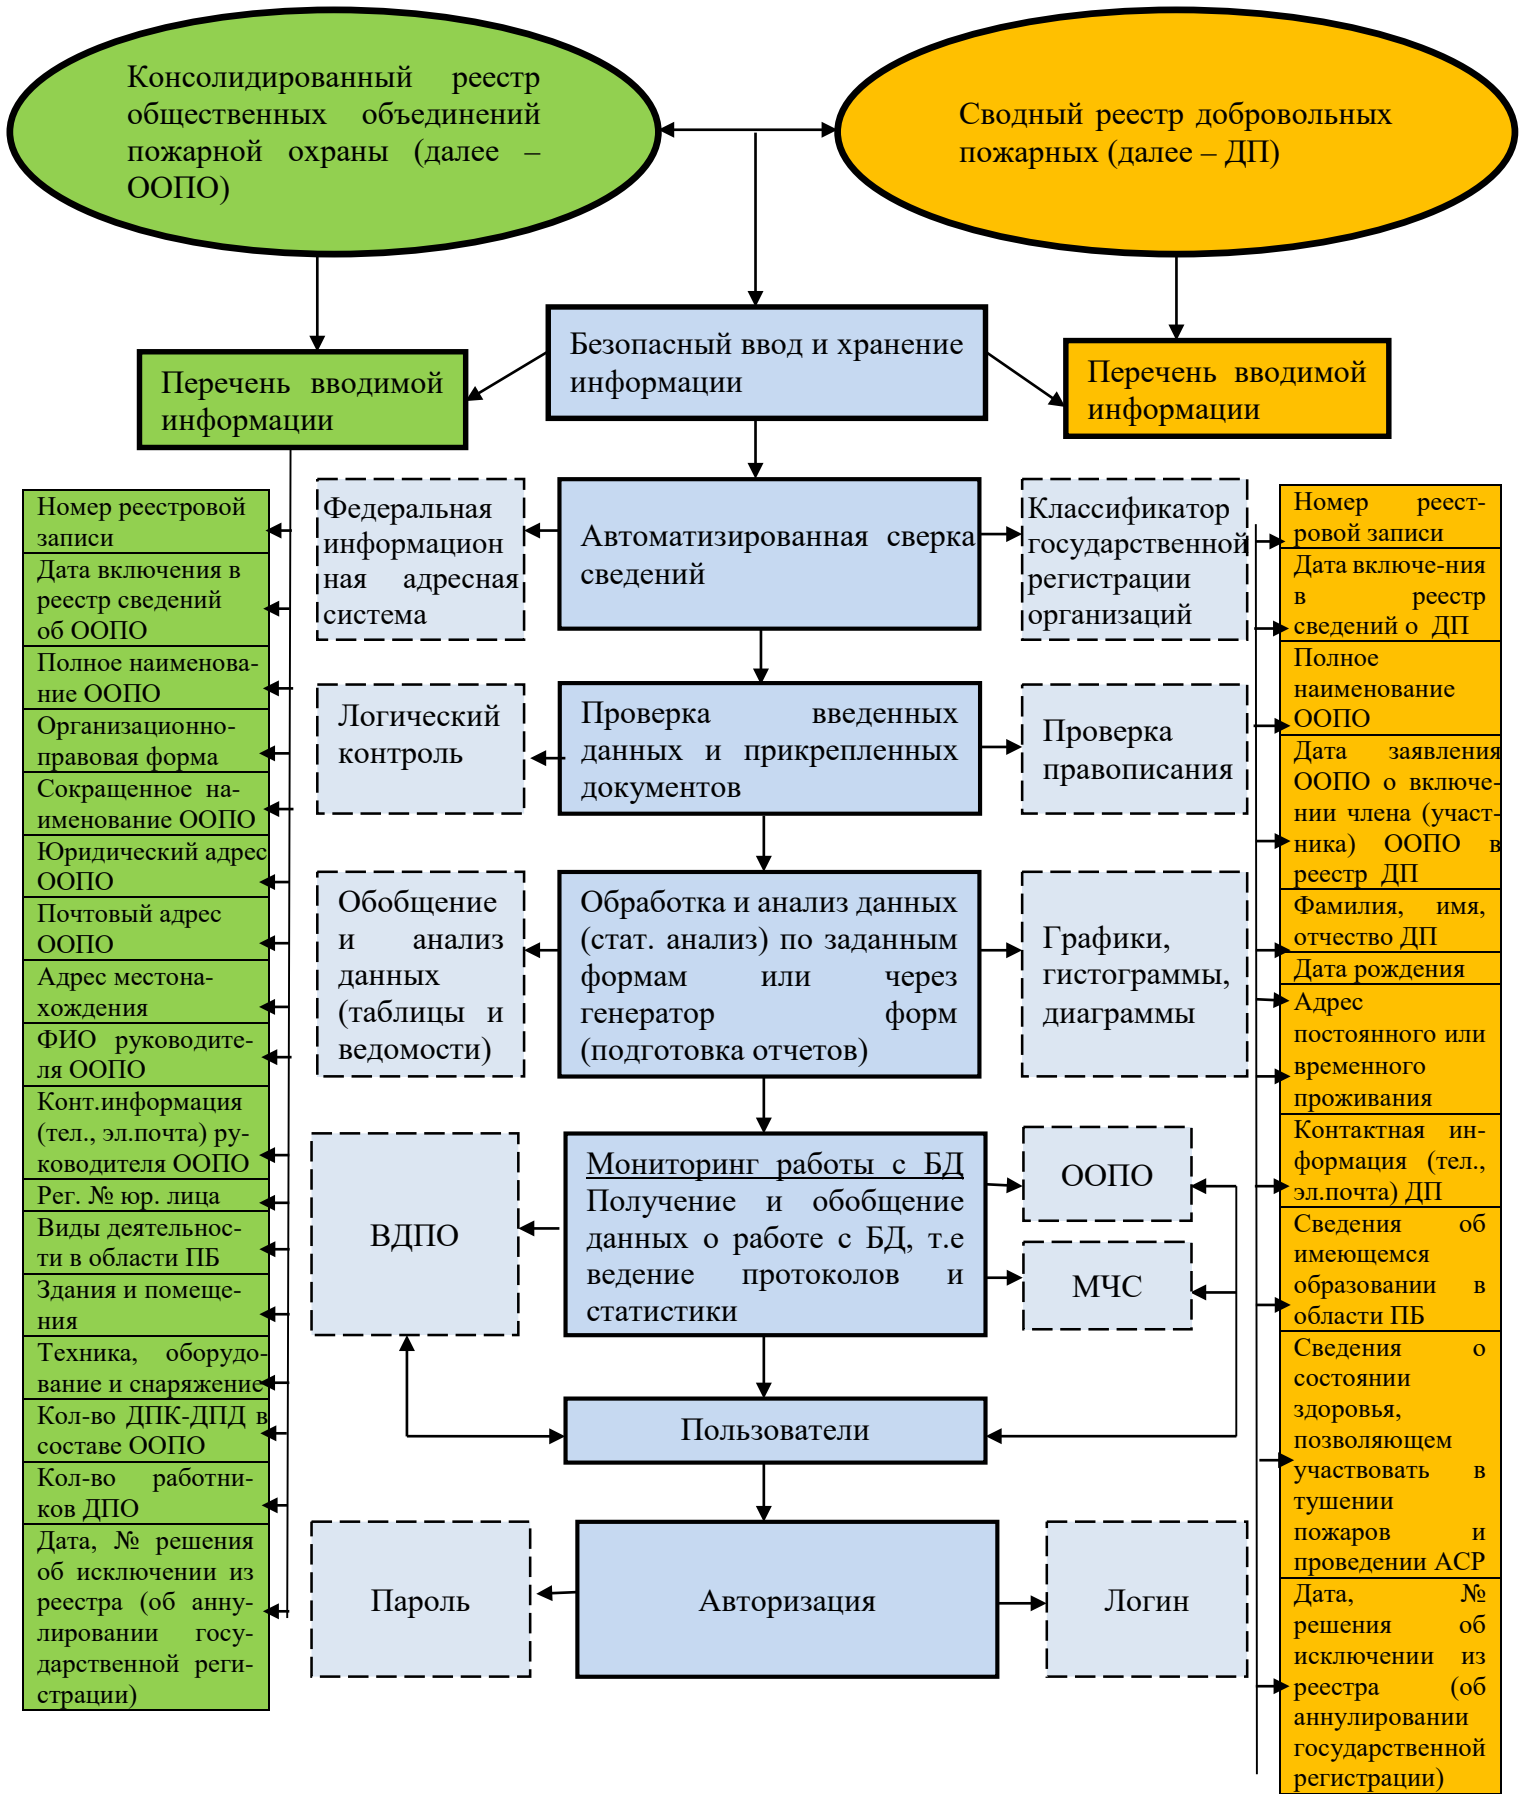 Консолидированный реестр
общественных объединений
пожарной охраны (далее –
ООПО)
Сводный реестр добровольных
пожарных (далее – ДП)
Безопасный ввод и хранение
информации
Перечень вводимой
информации
Перечень вводимой
информации
Номер реестровой
записи
Дата включения в
реестр сведений
об ООПО
Полное наименова-
ние ООПО
Организационно-
правовая форма
Сокращенное на-
именование ООПО
Юридический адрес
ООПО
Почтовый адрес
ООПО
Адрес местона-
хождения
ФИО руководите-
ля ООПО
Конт.информация
(тел., эл.почта) ру-
ководителя ООПО
Рег. № юр. лица
Виды деятельнос-
ти в области ПБ
Здания и помеще-
ния
Техника, оборудо-
вание и снаряжение
Кол-во ДПК-ДПД в
составе ООПО
Кол-во работни-
ков ДПО
Дата, № решения
об исключении из
реестра (об анну-
лировании госу-
дарственной реги-
страции)
Федеральная
информацион
ная адресная
система
Автоматизированная сверка
сведений
Классификатор
государственной
регистрации
организаций
Логический
контроль
Проверка введенных
данных и прикрепленных
документов
Проверка
правописания
Обобщение
и анализ
данных
(таблицы и
ведомости)
Обработка и анализ данных
(стат. анализ) по заданным
формам или через
генератор форм
(подготовка отчетов)
Графики,
гистограммы,
диаграммы
ВДПО
Мониторинг работы с БД
Получение и обобщение
данных о работе с БД, т.е
ведение протоколов и
статистики
ООПО
МЧС
Пользователи
Пароль
Авторизация
Логин
Номер реест-
ровой записи
Дата включе-ния
в реестр
сведений о ДП
Полное
наименование
ООПО
Дата заявления
ООПО о включе-
нии члена (участ-
ника) ООПО в
реестр ДП
Фамилия, имя,
отчество ДП
Дата рождения
Адрес
постоянного или
временного
проживания
Контактная ин-
формация (тел.,
эл.почта) ДП
Сведения об
имеющемся
образовании в
области ПБ
Сведения о
состоянии
здоровья,
позволяющем
участвовать в
тушении
пожаров и
проведении АСР
Дата, №
решения об
исключении из
реестра (об
аннулировании
государственной
регистрации)